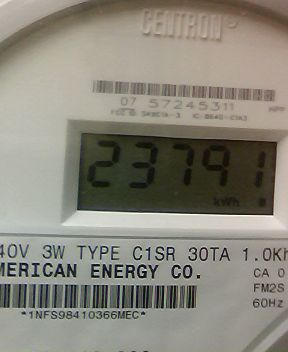 CENTRON
07 57245311
23791
kWh
40V 3W TYPE C1SR 30TA 1.0Kh
MERICAN ENERGY CO.
CA 0
FM2S
60Hz
*1NFS98410366MEC*